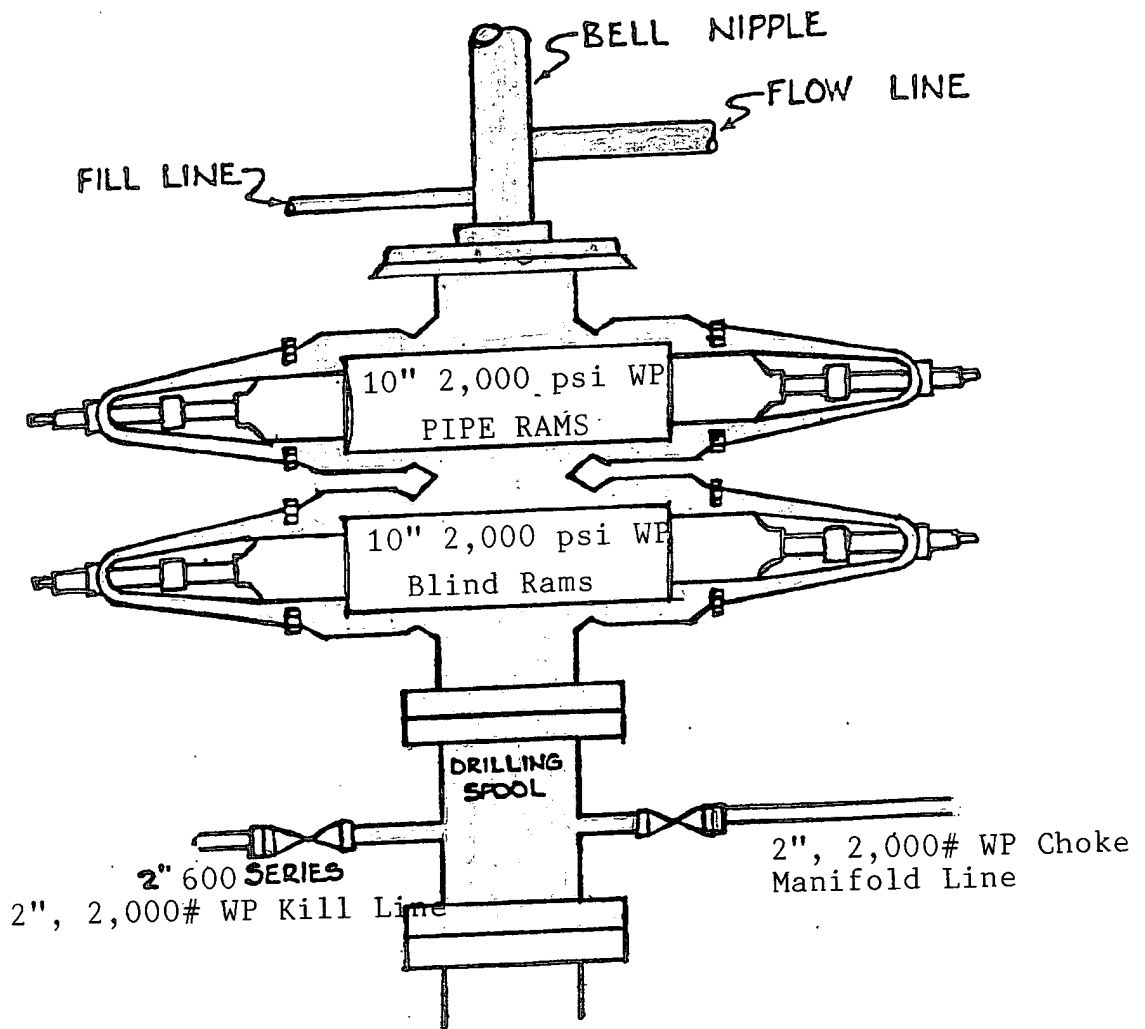 BELL NIPPLE
FLOW LINE
FILL LINE
10" 2,000 psi WP
PIPE RAMS
10" 2,000 psi WP
Blind Rams
DRILLING
SPOOL
2" 600 SERIES
2", 2,000# WP Kill Line
2", 2,000# WP Choke
Manifold Line